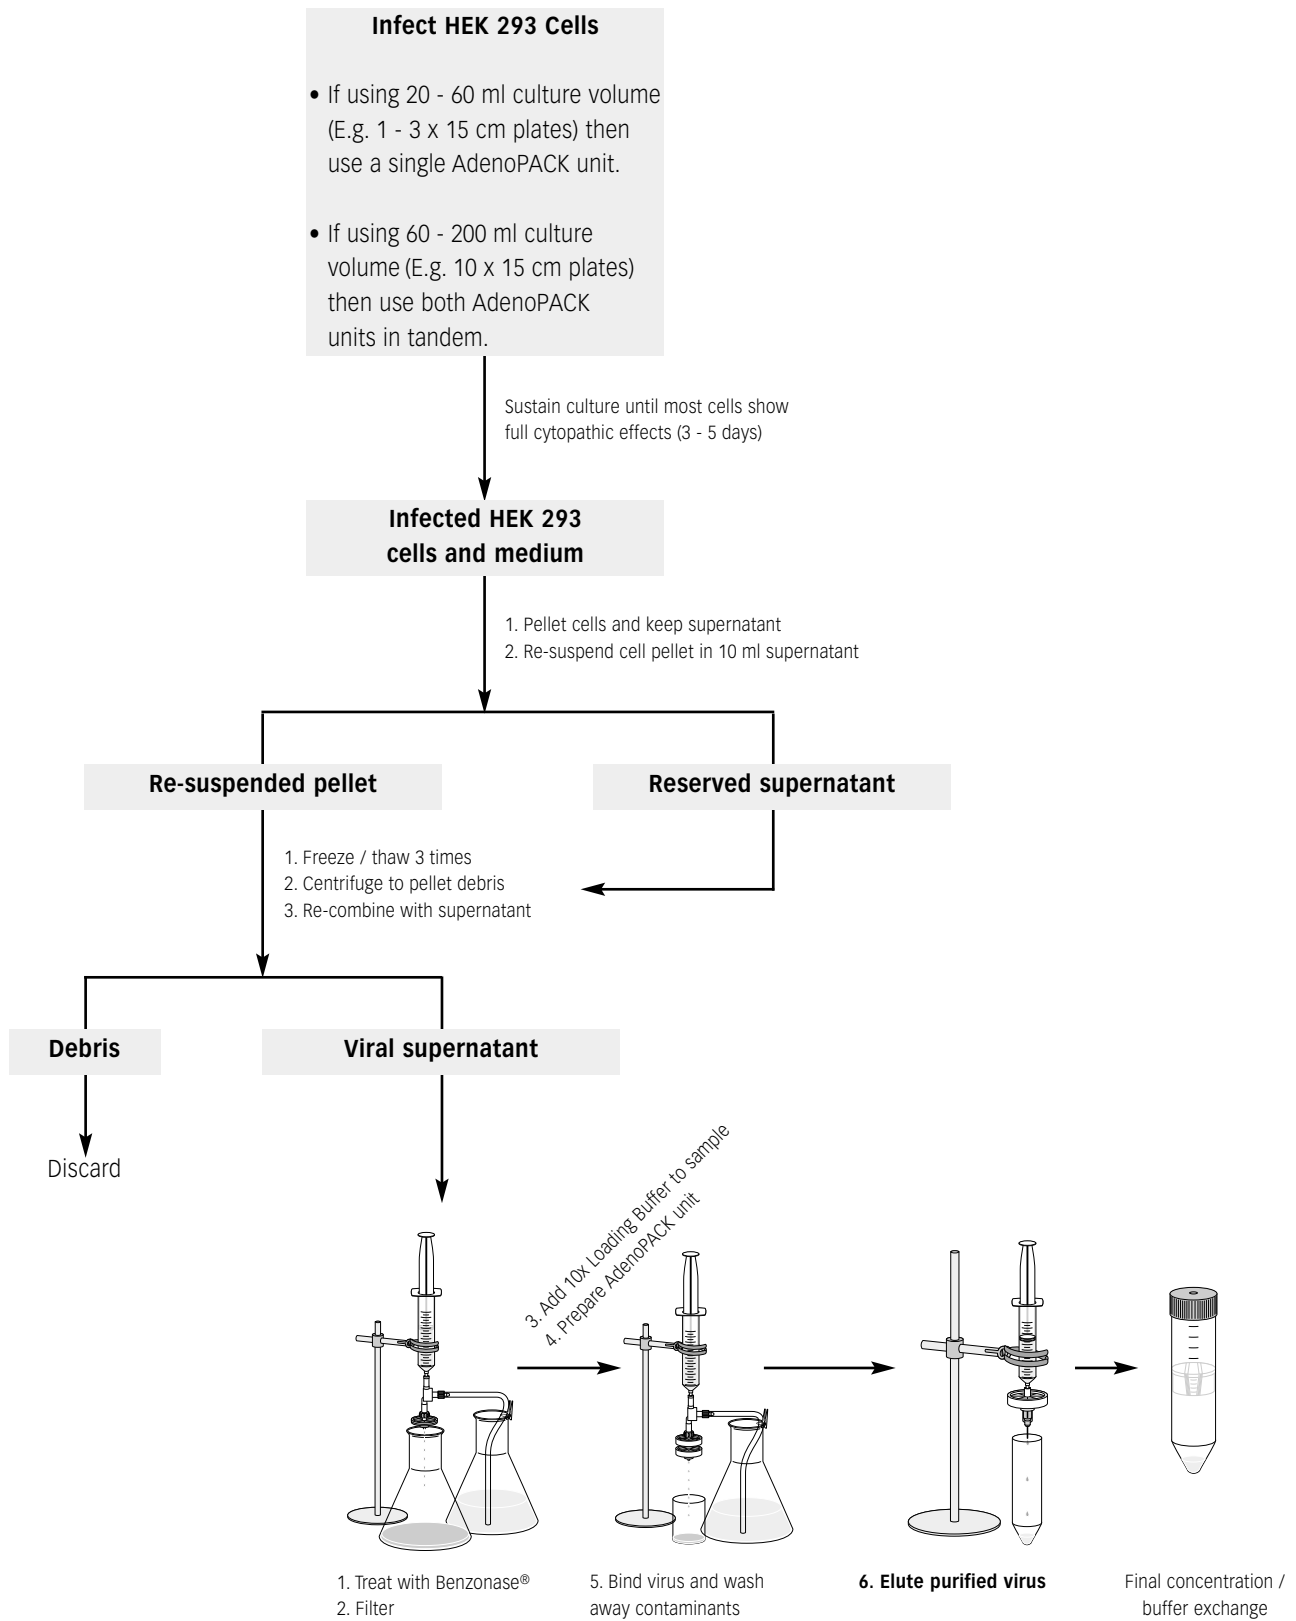 Infect HEK 293 Cells
• If using 20 - 60 ml culture volume
(E.g. 1 - 3 x 15 cm plates) then
use a single AdenoPACK unit.
• If using 60 - 200 ml culture
volume (E.g. 10 x 15 cm plates)
then use both AdenoPACK
units in tandem.
Sustain culture until most cells show
full cytopathic effects (3 - 5 days)
Infected HEK 293
cells and medium
1. Pellet cells and keep supernatant
2. Re-suspend cell pellet in 10 ml supernatant
Re-suspended pellet
Reserved supernatant
1. Freeze / thaw 3 times
2. Centrifuge to pellet debris
3. Re-combine with supernatant
Debris
Viral supernatant
Discard
3. Add 10x Loading Buffer to sample
4. Prepare AdenoPACK unit
1. Treat with Benzonase®
2. Filter
5. Bind virus and wash
away contaminants
6. Elute purified virus
Final concentration /
buffer exchange